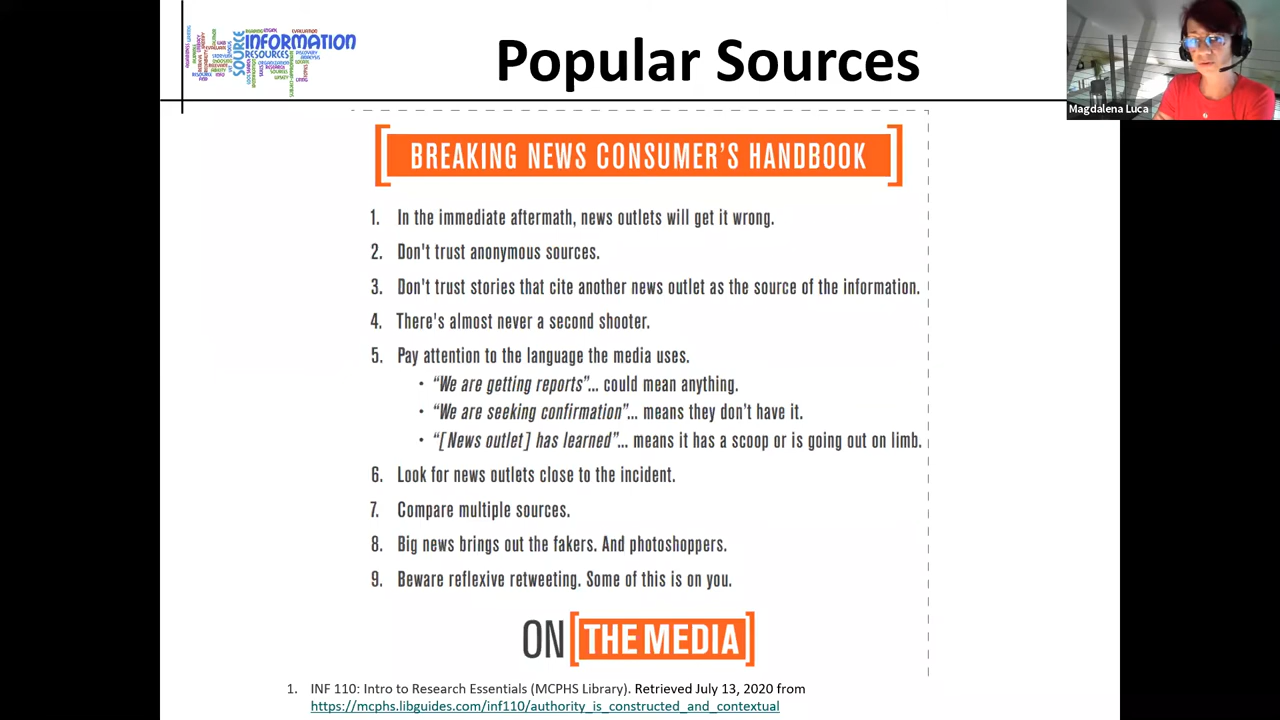 INFORMATION
SOURCE
RESOURCES
Popular Sources
Magdalena Luca
BREAKING NEWS CONSUMER'S HANDBOOK
1. In the immediate aftermath, news outlets will get it wrong.
2. Don't trust anonymous sources.
3. Don't trust stories that cite another news outlet as the source of the information.
4. There's almost never a second shooter.
5. Pay attention to the language the media uses.
• “We are getting reports”... could mean anything.
• “We are seeking confirmation”... means they don’t have it.
• “[News outlet] has learned”... means it has a scoop or is going out on limb.
6. Look for news outlets close to the incident.
7. Compare multiple sources.
8. Big news brings out the fakers. And photoshoppers.
9. Beware reflexive retweeting. Some of this is on you.
ON [THE MEDIA]
1. INF 110: Intro to Research Essentials (MCPHS Library). Retrieved July 13, 2020 from
https://mcphs.libguides.com/inf110/authority_is_constructed_and_contextual